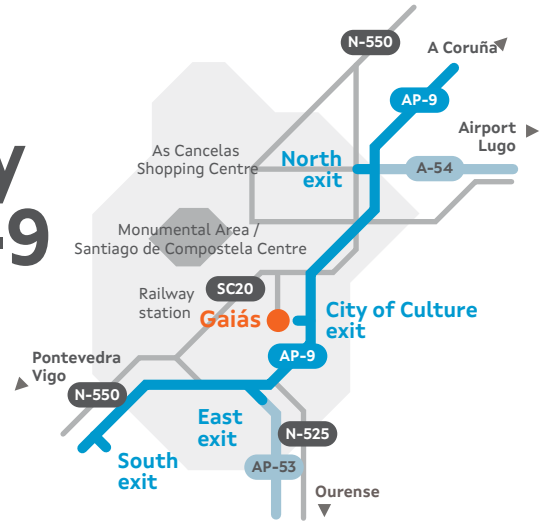 N-550
A Coruña
AP-9
Airport
Lugo
As Cancelas
Shopping Centre
North
exit
A-54
y
-9
Monumental Area /
Santiago de Compostela Centre
SC20
Railway
station
Gaiás
City of Culture
exit
AP-9
Pontevedra
Vigo
N-550
East
exit
N-525
South
exit
AP-53
Ourense